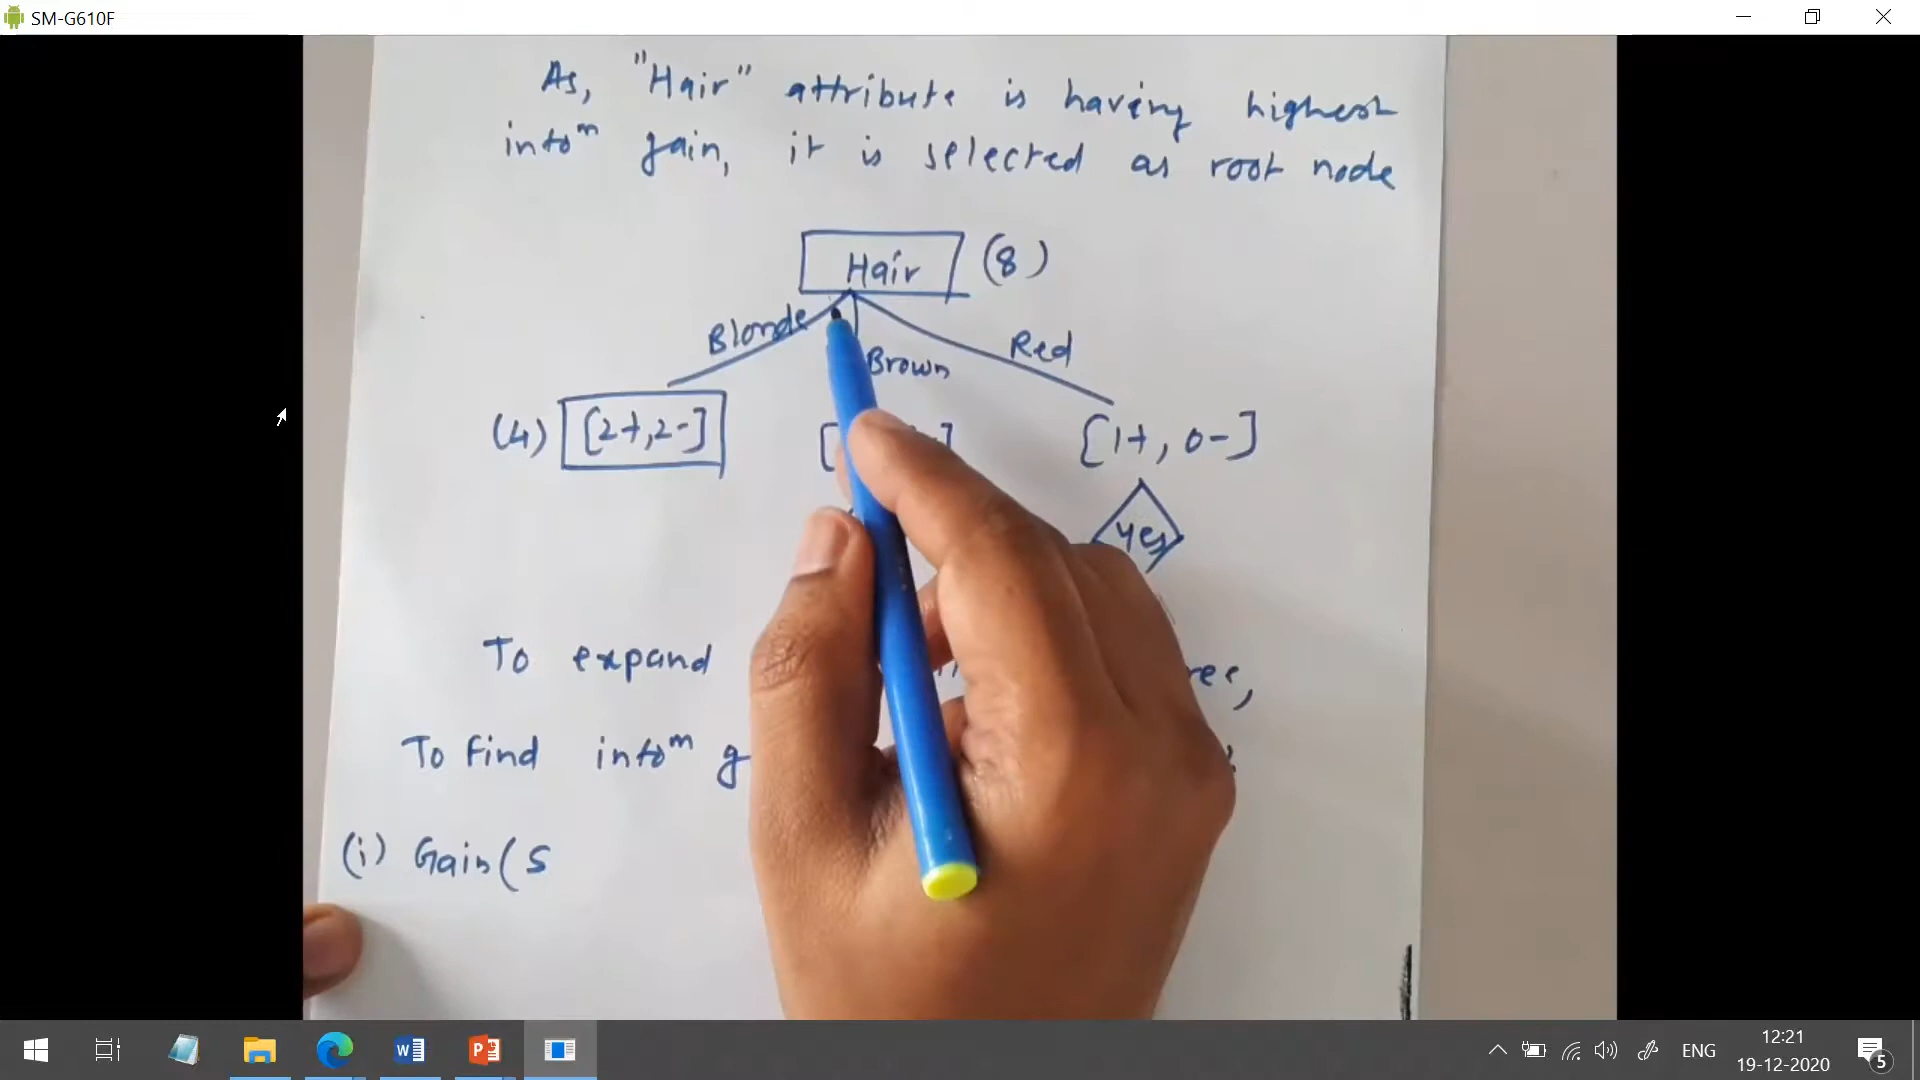 SM-G610F
As, "Hair" attribute is having highest
intoᵐ gain, it is selected as root node
Hair (8)
Blonde Brown Red
(4) [2+,2-] [ -] [1+, 0-]
Yes
To expand
To Find intoᵐ g
(i) Gain(S
ENG
12:21
19-12-2020
5